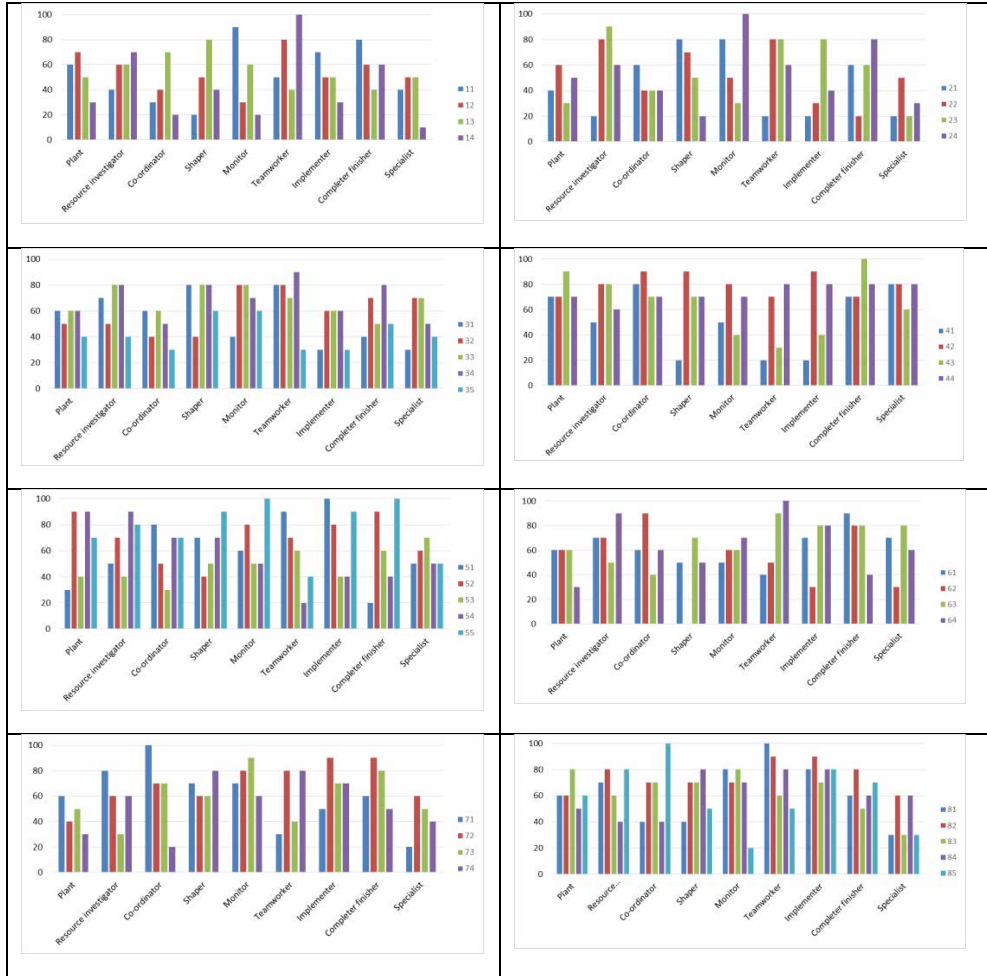 100
80
60
40
20
0
Plant
Resource investigator
Co-ordinator
Shaper
Monitor
Teamworker
Implementer
Completer finisher
Specialist
11
12
13
14
100
80
60
40
20
0
Plant
Resource investigator
Co-ordinator
Shaper
Monitor
Teamworker
Implementer
Completer finisher
Specialist
21
22
23
24
100
80
60
40
20
0
Plant
Resource investigator
Co-ordinator
Shaper
Monitor
Teamworker
Implementer
Completer finisher
Specialist
31
32
33
34
35
100
80
60
40
20
0
Plant
Resource investigator
Co-ordinator
Shaper
Monitor
Teamworker
Implementer
Completer finisher
Specialist
41
42
43
44
100
80
60
40
20
0
Plant
Resource investigator
Co-ordinator
Shaper
Monitor
Teamworker
Implementer
Completer finisher
Specialist
51
52
53
54
55
100
80
60
40
20
0
Plant
Resource investigator
Co-ordinator
Shaper
Monitor
Teamworker
Implementer
Completer finisher
Specialist
61
62
63
64
100
80
60
40
20
0
Plant
Resource investigator
Co-ordinator
Shaper
Monitor
Teamworker
Implementer
Completer finisher
Specialist
71
72
73
74
100
80
60
40
20
0
Plant
Resource...
Co-ordinator
Shaper
Monitor
Teamworker
Implementer
Completer finisher
Specialist
81
82
83
84
85